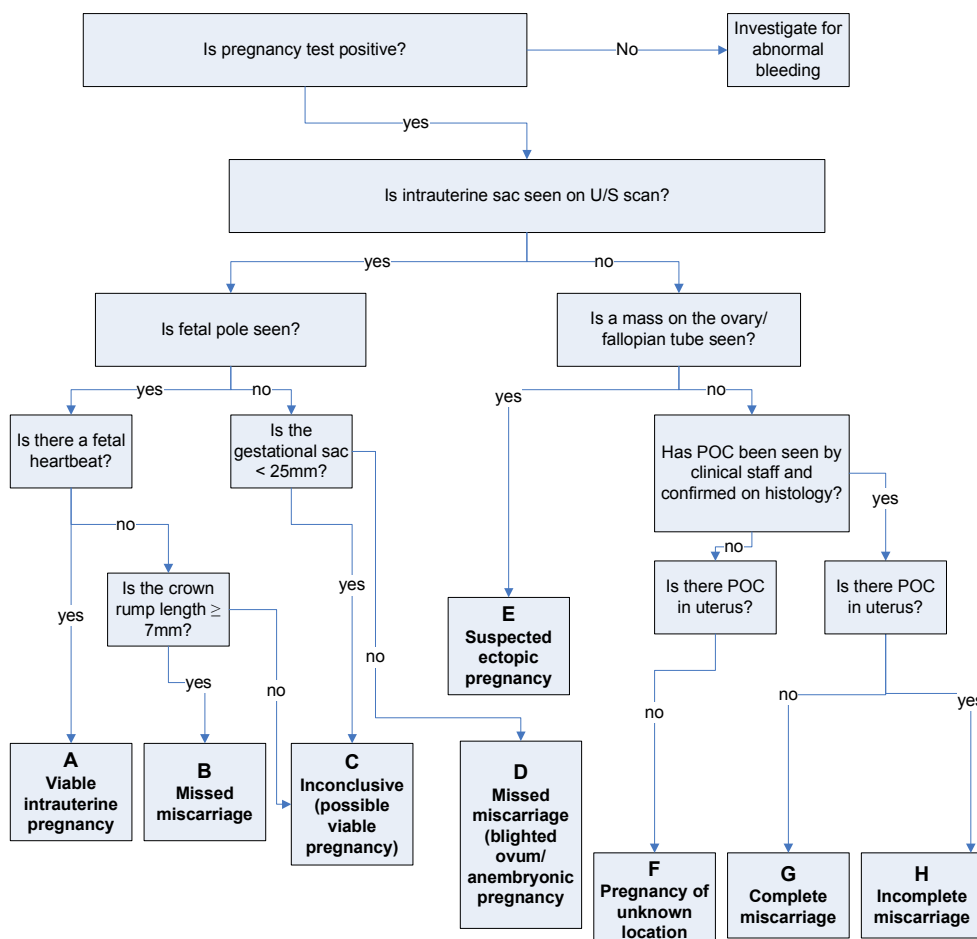 Is pregnancy test positive?
No
Investigate for
abnormal
bleeding
yes
Is intrauterine sac seen on U/S scan?
yes
no
Is fetal pole seen?
Is a mass on the ovary/
fallopian tube seen?
yes
no
yes
no
Is there a fetal
heartbeat?
Is the
gestational sac
< 25mm?
Has POC been seen by
clinical staff and
confirmed on histology?
yes
no
no
Is the crown
rump length ≥
7mm?
yes
yes
Is there POC
in uterus?
Is there POC
in uterus?
E
Suspected
ectopic
pregnancy
no
yes
no
no
no
yes
A
Viable
intrauterine
pregnancy
B
Missed
miscarriage
C
Inconclusive
(possible
viable
pregnancy)
D
Missed
miscarriage
(blighted
ovum/
anembryonic
pregnancy
F
Pregnancy of
unknown
location
G
Complete
miscarriage
H
Incomplete
miscarriage